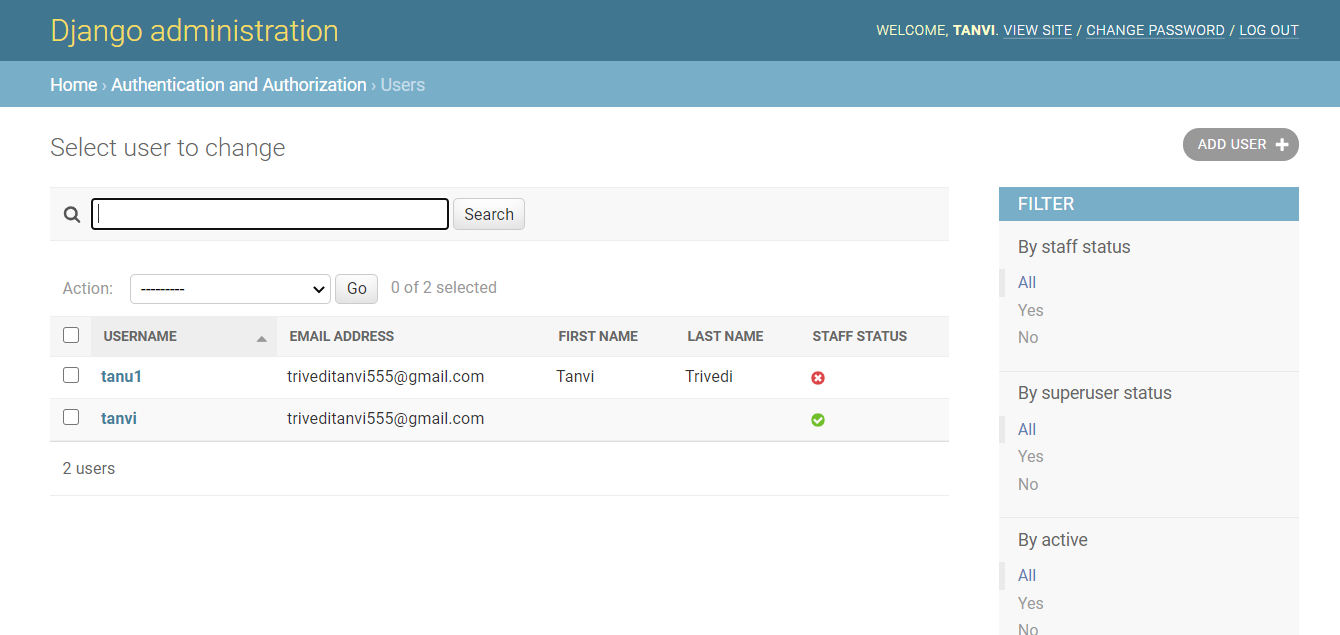 Django administration
WELCOME, TANVI. VIEW SITE / CHANGE PASSWORD / LOG OUT
Home › Authentication and Authorization › Users
Select user to change
ADD USER +
Search
Action: --------- Go 0 of 2 selected
USERNAME EMAIL ADDRESS FIRST NAME LAST NAME STAFF STATUS
tanu1 triveditanvi555@gmail.com Tanvi Trivedi
tanvi triveditanvi555@gmail.com
2 users
FILTER
By staff status
All
Yes
No
By superuser status
All
Yes
No
By active
All
Yes
No